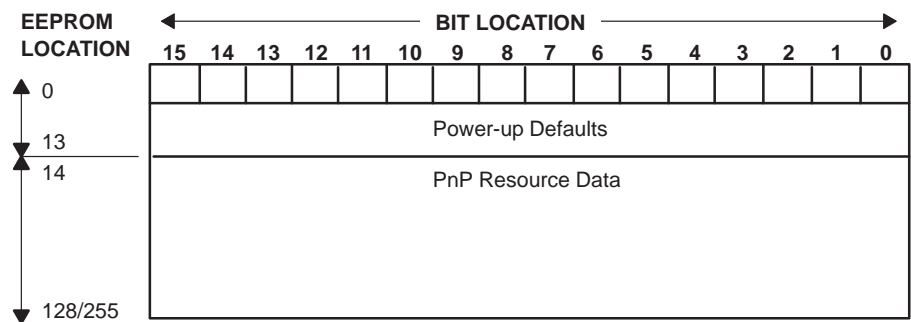 EEPROM
LOCATION
BIT LOCATION
15 14 13 12 11 10 9 8 7 6 5 4 3 2 1 0
0
Power-up Defaults
13
14
PnP Resource Data
128/255